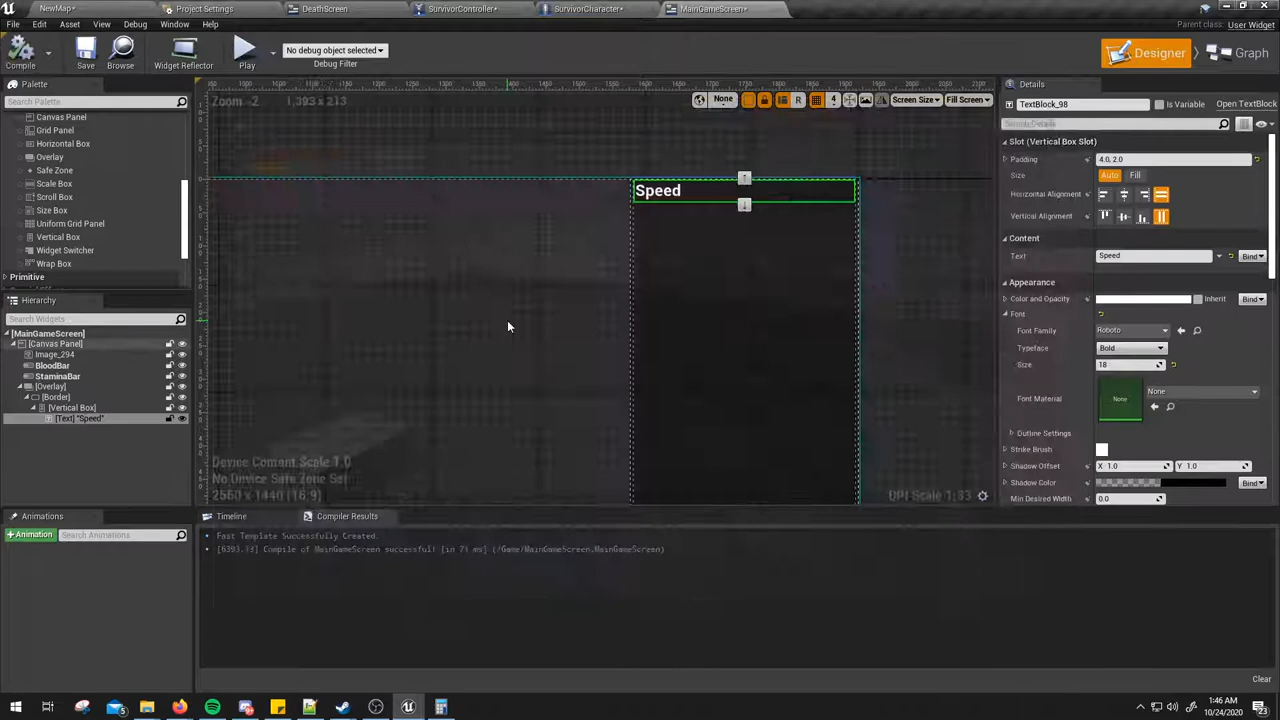 NewMap*
Project Settings
DeathScreen
SurvivorController*
SurvivorCharacter*
MainGameScreen*
File
Edit
Asset
View
Debug
Window
Help
Parent class:
User Widget
Compile
Save
Browse
Widget Reflector
Play
No debug object selected
Debug Filter
Designer
Graph
Palette
Search Palette
Canvas Panel
Grid Panel
Horizontal Box
Overlay
Safe Zone
Scale Box
Scroll Box
Size Box
Uniform Grid Panel
Vertical Box
Widget Switcher
Wrap Box
Primitive
Hierarchy
Search Widgets
[MainGameScreen]
[Canvas Panel]
Image_294
BloodBar
StaminaBar
[Overlay]
[Border]
[Vertical Box]
[Text] "Speed"
Animations
+Animation
Search Animations
Zoom -2
1,393 x 213
None
R
4
Screen Size
Fill Screen
Speed
Device Content Scale 1.0
No Device Safe Zone Set
2560 x 1440 (16:9)
DPI Scale 1.33
Timeline
Compiler Results
Fast Template Successfully Created.
[6393.13] Compile of MainGameScreen successful! [in 71 ms] (/Game/MainGameScreen.MainGameScreen)
Clear
Details
TextBlock_98
Is Variable
Open TextBlock
Search Details
Slot (Vertical Box Slot)
Padding
4.0, 2.0
Size
Auto
Fill
Horizontal Alignment
Vertical Alignment
Content
Text
Speed
Bind
Appearance
Color and Opacity
Inherit
Bind
Font
Font Family
Roboto
Typeface
Bold
Size
18
Font Material
None
None
Outline Settings
Strike Brush
Shadow Offset
X 1.0
Y 1.0
Shadow Color
Bind
Min Desired Width
0.0
1:46 AM
10/24/2020